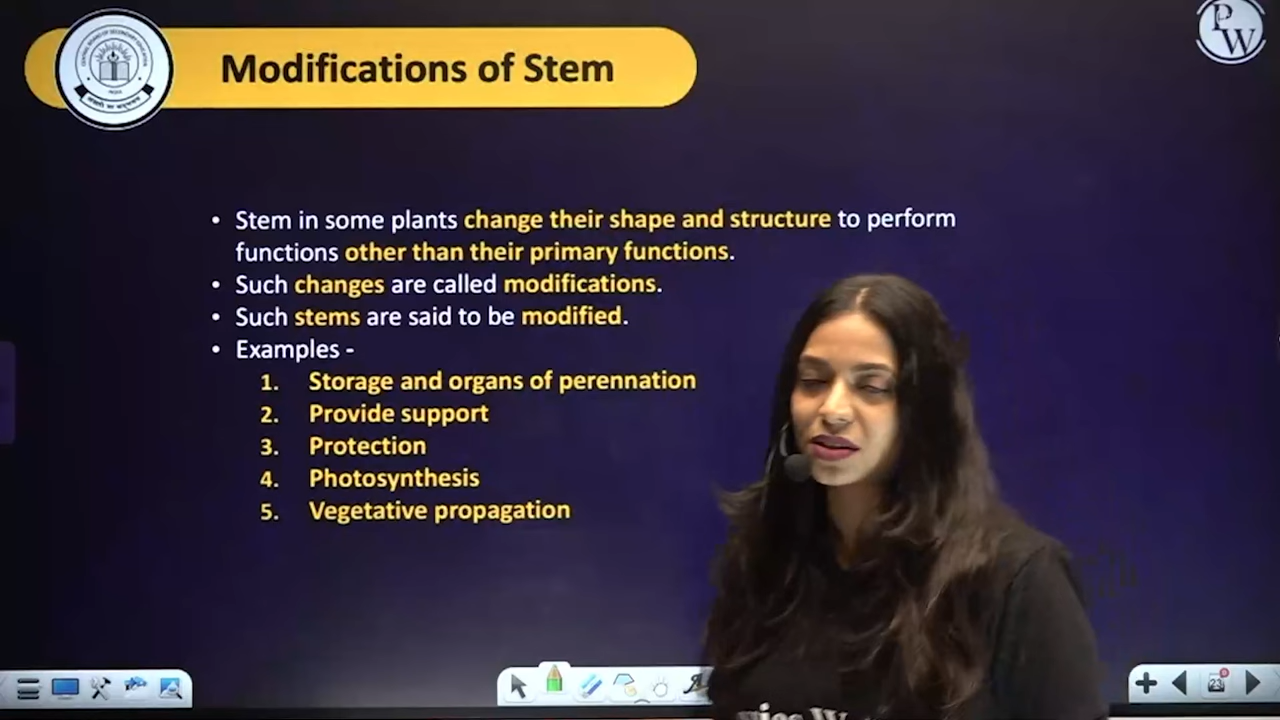 Modifications of Stem
PW
• Stem in some plants change their shape and structure to perform
functions other than their primary functions.
• Such changes are called modifications.
• Such stems are said to be modified.
• Examples -
1. Storage and organs of perennation
2. Provide support
3. Protection
4. Photosynthesis
5. Vegetative propagation
23